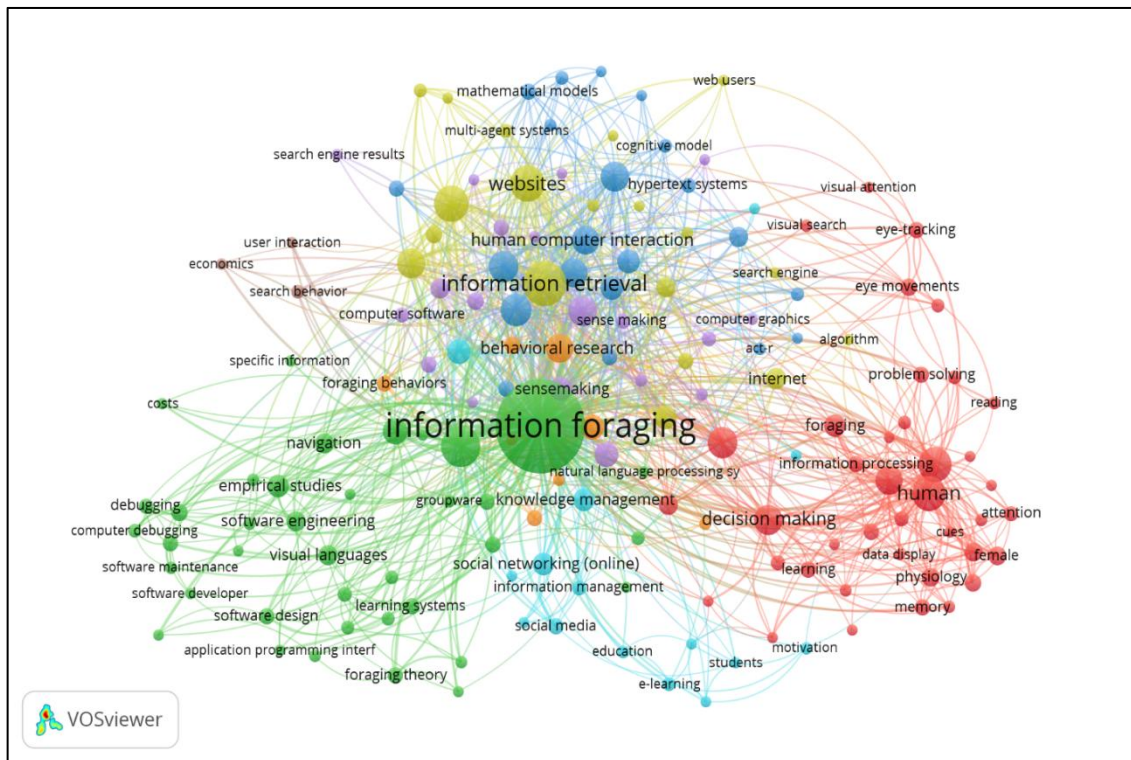 web users
mathematical models
multi-agent systems
cognitive model
search engine results
websites
hypertext systems
visual attention
visual search
eye-tracking
user interaction
human computer interaction
economics
search engine
search behavior
information retrieval
eye movements
computer software
sense making
computer graphics
algorithm
behavioral research
act-r
specific information
foraging behaviors
sensemaking
internet
problem solving
costs
reading
information foraging
foraging
navigation
natural language processing sy
information processing
empirical studies
human
debugging
groupware
knowledge management
attention
computer debugging
software engineering
decision making
cues
visual languages
data display
female
software maintenance
social networking (online)
learning
physiology
software developer
information management
memory
software design
learning systems
social media
application programming interf
education
motivation
students
foraging theory
e-learning
VOSviewer